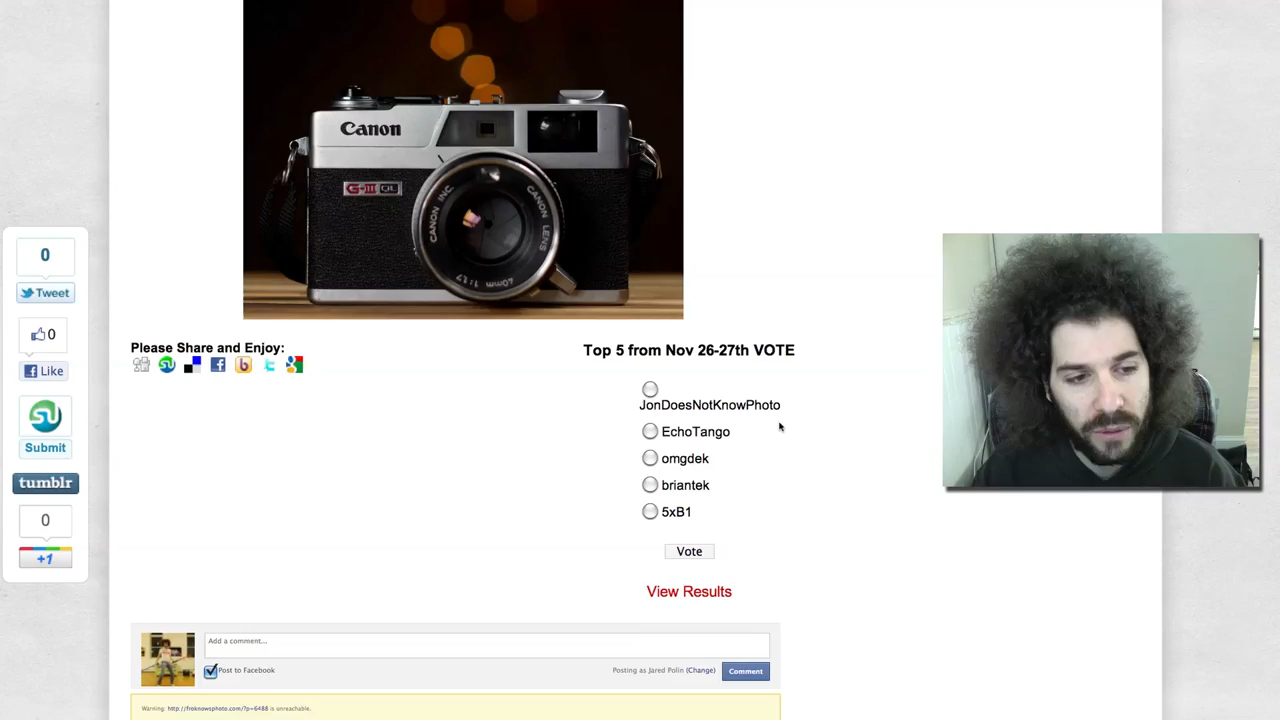 Canon
G-III QL
CANON INC.
CANON LENS
40mm 1:1.7
0
Tweet
0
Like
Submit
tumblr
0
+1
Please Share and Enjoy:
Top 5 from Nov 26-27th VOTE
JonDoesNotKnowPhoto
EchoTango
omgdek
briantek
5xB1
Vote
View Results
Add a comment...
Post to Facebook
Posting as Jared Polin (Change)
Comment
Warning: http://froknowsphoto.com/?p=6488 is unreachable.